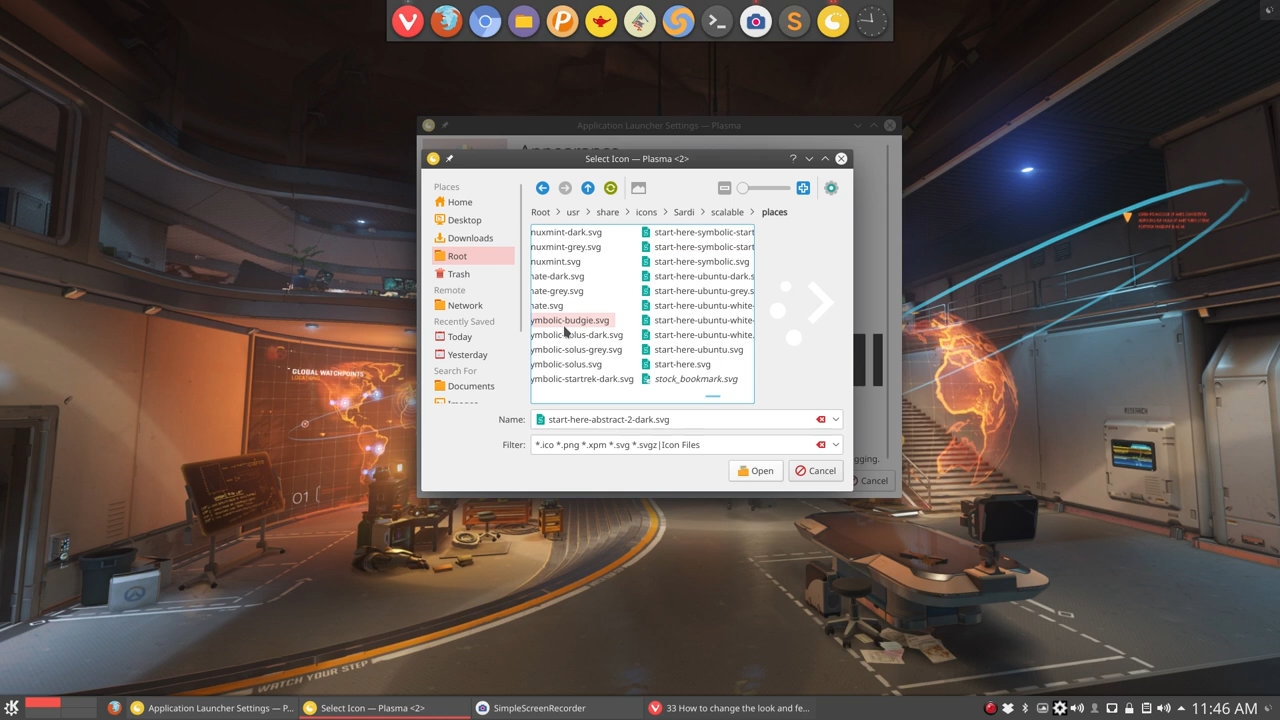 Application Launcher Settings — Plasma
Select Icon — Plasma <2>
Places
Home
Desktop
Downloads
Root
Trash
Remote
Network
Recently Saved
Today
Yesterday
Search For
Documents
Root > usr > share > icons > Sardi > scalable > places
nuxmint-dark.svg
nuxmint-grey.svg
nuxmint.svg
nate-dark.svg
nate-grey.svg
nate.svg
ymbolic-budgie.svg
ymbolic-solus-dark.svg
ymbolic-solus-grey.svg
ymbolic-solus.svg
ymbolic-startrek-dark.svg
start-here-symbolic-start
start-here-symbolic-start
start-here-symbolic.svg
start-here-ubuntu-dark.s
start-here-ubuntu-grey.s
start-here-ubuntu-white-
start-here-ubuntu-white-
start-here-ubuntu-white.
start-here-ubuntu.svg
start-here.svg
stock_bookmark.svg
Name: start-here-abstract-2-dark.svg
Filter: *.ico *.png *.xpm *.svg *.svgz|Icon Files
Open Cancel
gging.
Cancel
GLOBAL WATCHPOINTS
LOCATIONS
01
RESEARCH
WATCH YOUR STEP
Application Launcher Settings — P... Select Icon — Plasma <2> SimpleScreenRecorder 33 How to change the look and fe... 11:46 AM